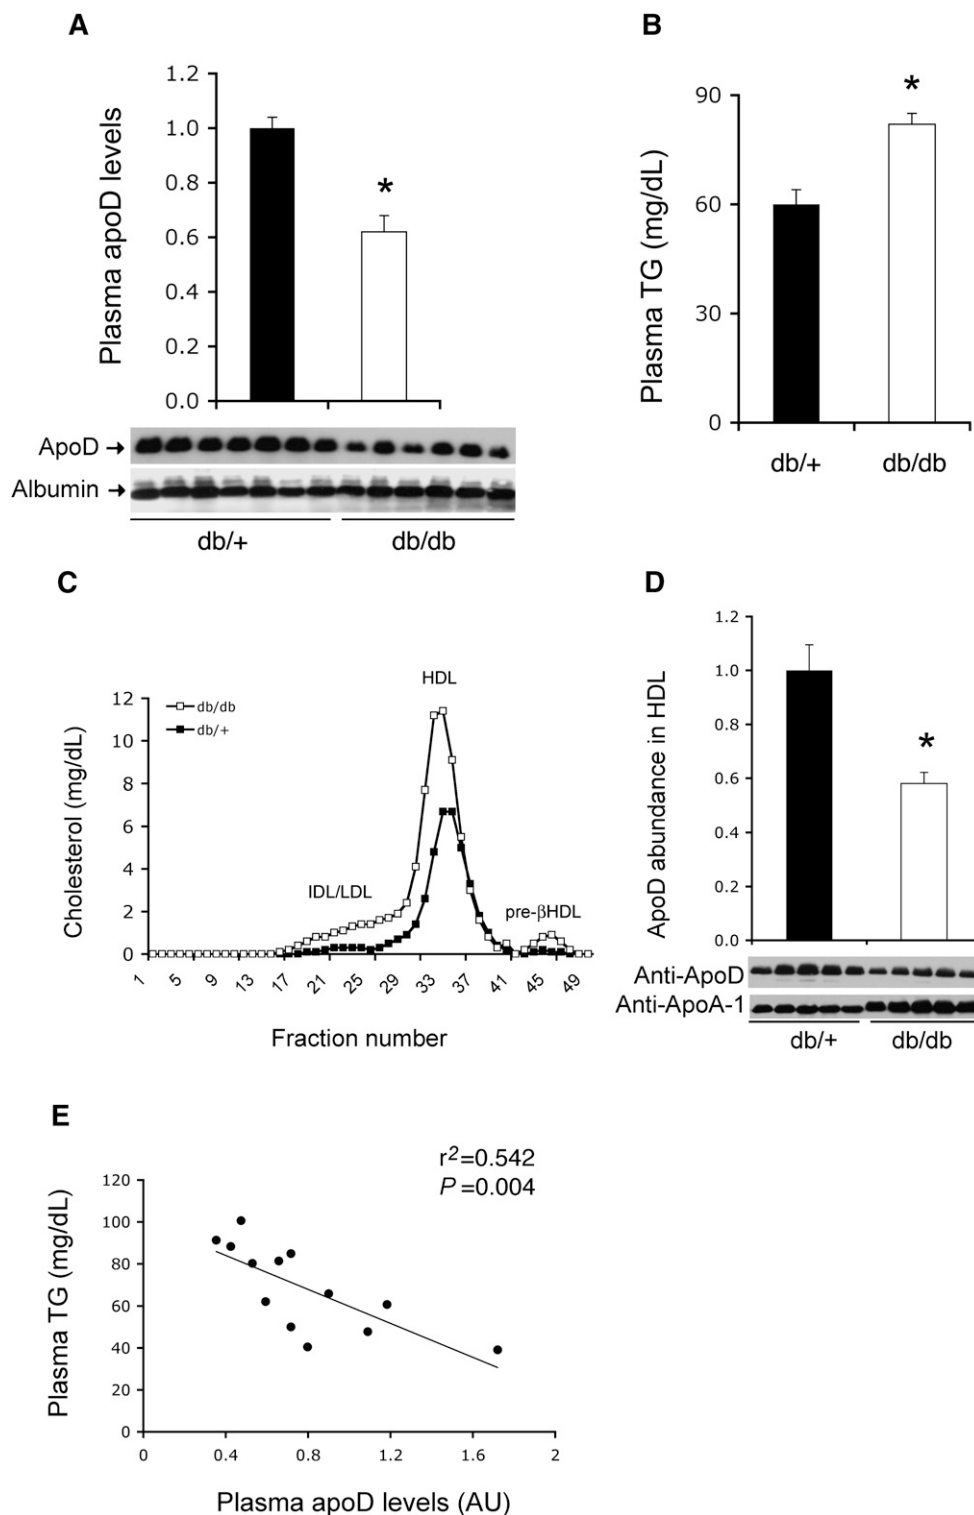 A
Plasma apoD levels
1.2
1.0
0.8
0.6
0.4
0.2
0.0
*
ApoD →
Albumin →
db/+ db/db
B
Plasma TG (mg/dL)
90
60
30
0
*
db/+ db/db
C
Cholesterol (mg/dL)
12
10
8
6
4
2
0
db/db
db/+
HDL
IDL/LDL
pre-βHDL
1 5 9 13 17 21 25 29 33 37 41 45 49
Fraction number
D
ApoD abundance in HDL
1.2
1.0
0.8
0.6
0.4
0.2
0.0
*
Anti-ApoD
Anti-ApoA-1
db/+ db/db
E
r²=0.542
P=0.004
Plasma TG (mg/dL)
120
100
80
60
40
20
0
0 0.4 0.8 1.2 1.6 2
Plasma apoD levels (AU)